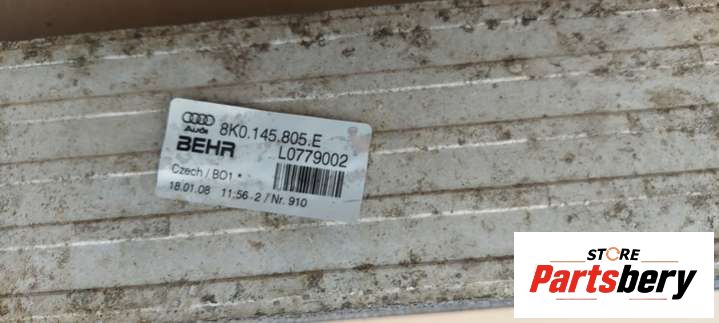 Audi 8K0.145.805.E
BEHR L0779002
Czech / BO1 *
18.01.08 11:56-2 / Nr. 910
STORE
Partsbery